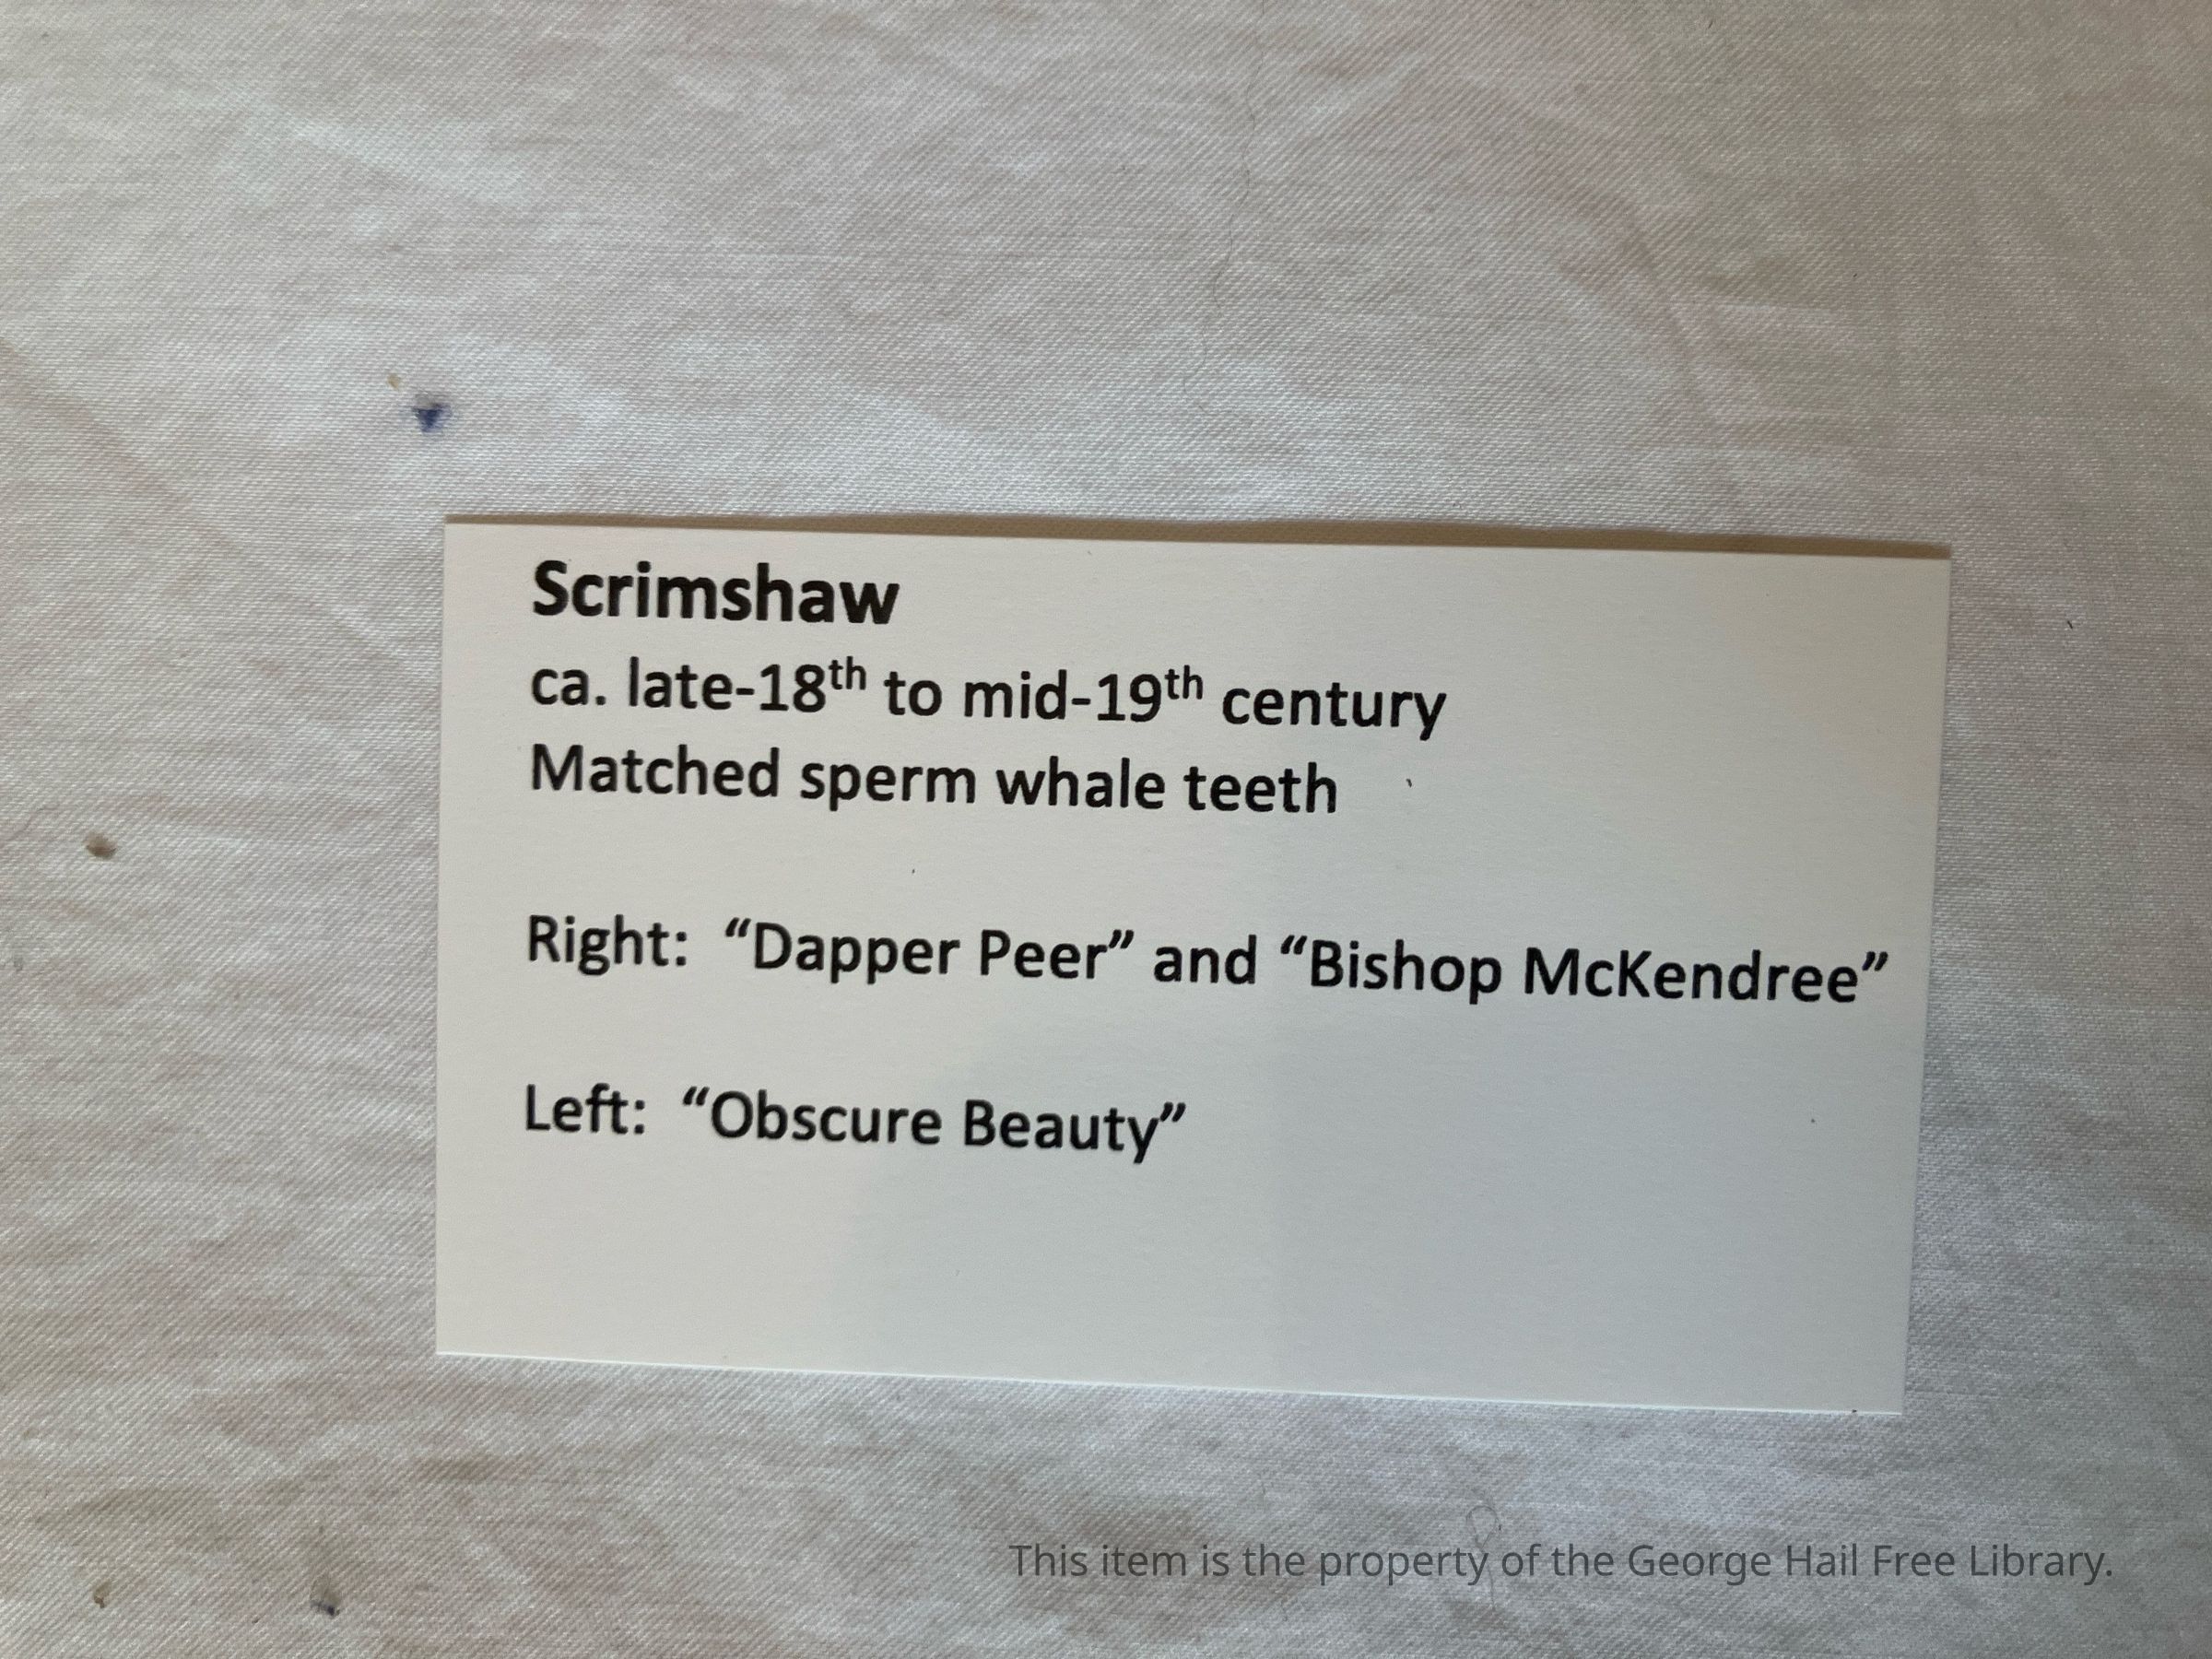 Scrimshaw
ca. late-18th to mid-19th century
Matched sperm whale teeth
Right: “Dapper Peer” and “Bishop McKendree”
Left: “Obscure Beauty”
This item is the property of the George Hail Free Library.